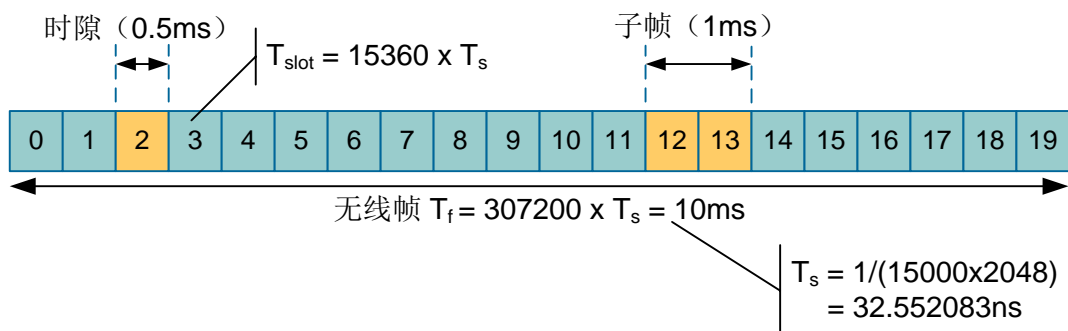 时隙（0.5ms）
子帧（1ms）
Tslot = 15360 x Ts
0 1 2 3 4 5 6 7 8 9 10 11 12 13 14 15 16 17 18 19
无线帧 Tf = 307200 x Ts = 10ms
Ts = 1/(15000x2048)
= 32.552083ns